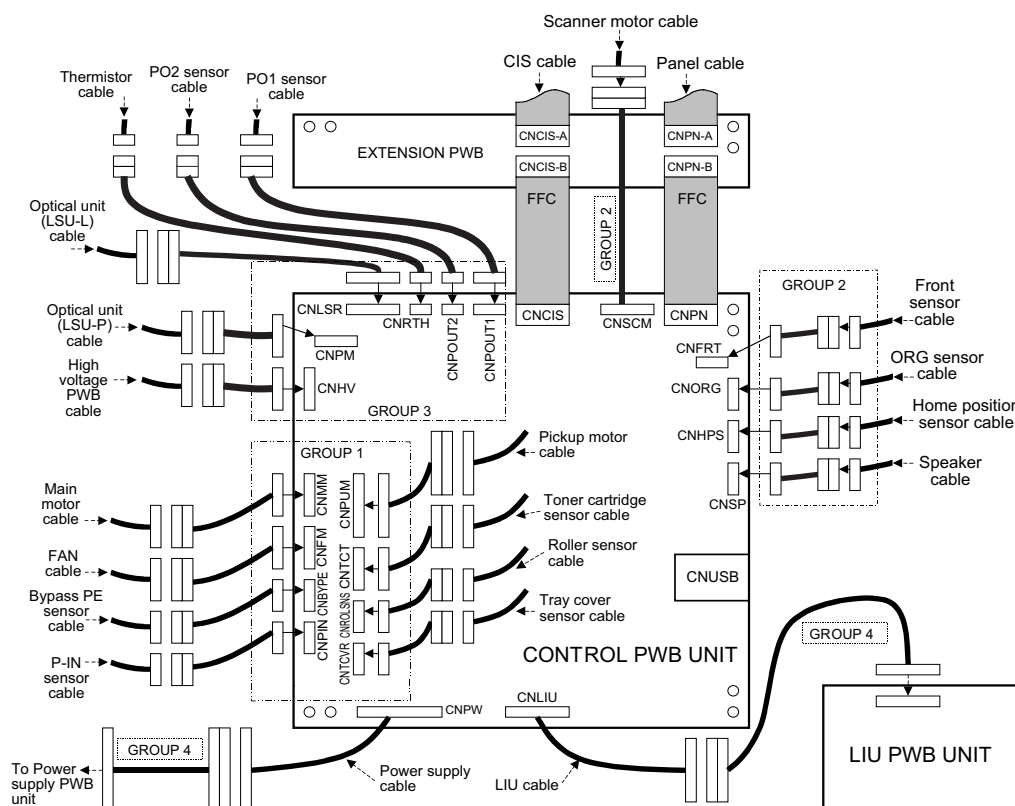 Scanner motor cable
CIS cable
Panel cable
Thermistor
cable
PO2 sensor
cable
PO1 sensor
cable
CNCIS-A
CNPN-A
EXTENSION PWB
CNCIS-B
CNPN-B
FFC
FFC
GROUP 2
Optical unit
(LSU-L)
cable
GROUP 2
Front
sensor
cable
Optical unit
(LSU-P)
cable
CNLSR
CNRTH
CNPOUT2
CNPOUT1
CNCIS
CNSCM
CNPN
CNPM
CNFRT
High
voltage
PWB
cable
CNHV
GROUP 3
CNORG
ORG sensor
cable
CNHPS
Home position
sensor cable
CNSP
Speaker
cable
GROUP 1
Pickup motor
cable
Main
motor
cable
CNMM
CNPUM
Toner cartridge
sensor cable
FAN
cable
CNFM
CNTCT
Roller sensor
cable
CNUSB
Bypass PE
sensor
cable
CNBYPE
CNROLSNS
Tray cover
sensor cable
P-IN
sensor
cable
CNPIN
CNTCVR
CONTROL PWB UNIT
GROUP 4
CNPW
CNLIU
GROUP 4
To Power
supply PWB
unit
Power supply
cable
LIU cable
LIU PWB UNIT